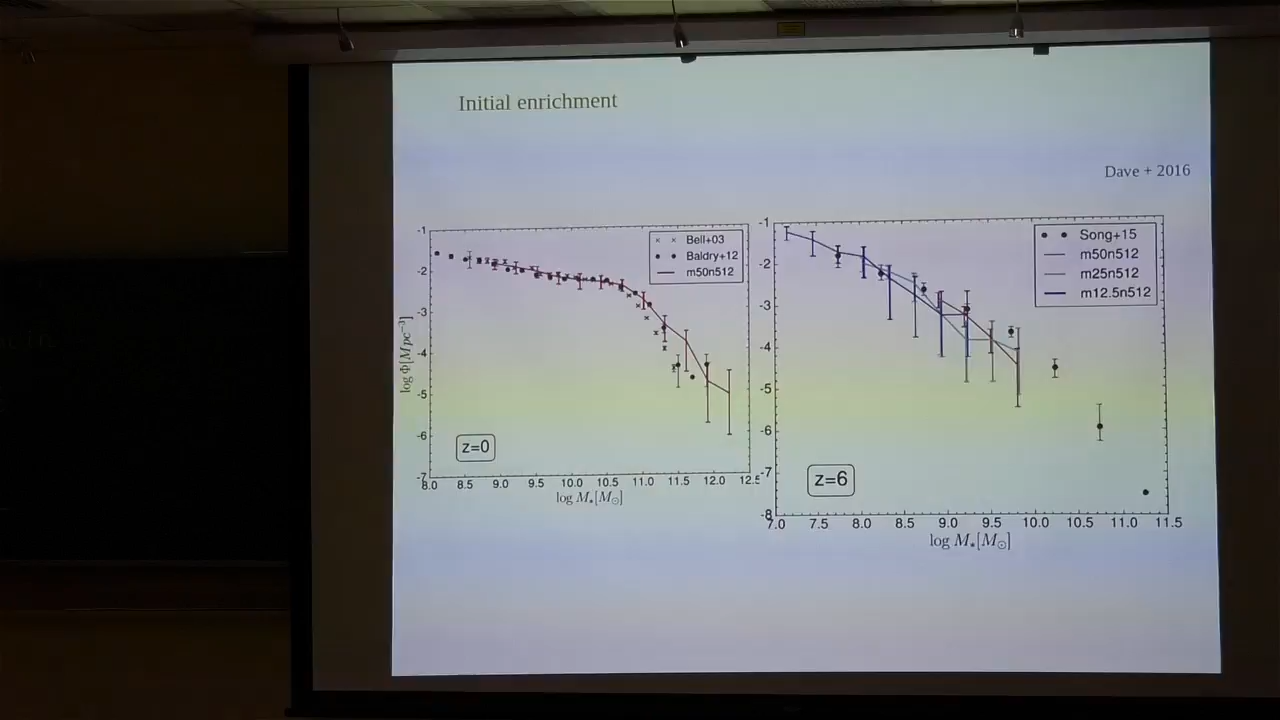 Initial enrichment
Dave + 2016
-1
-2
-3
-4
-5
-6
-7
log Φ[Mpc⁻³]
Bell+03
Baldry+12
m50n512
z=0
8.0 8.5 9.0 9.5 10.0 10.5 11.0 11.5 12.0 12.5
log M*[M⊙]
-1
-2
-3
-4
-5
-6
-7
-8
Song+15
m50n512
m25n512
m12.5n512
z=6
7.0 7.5 8.0 8.5 9.0 9.5 10.0 10.5 11.0 11.5
log M*[M⊙]